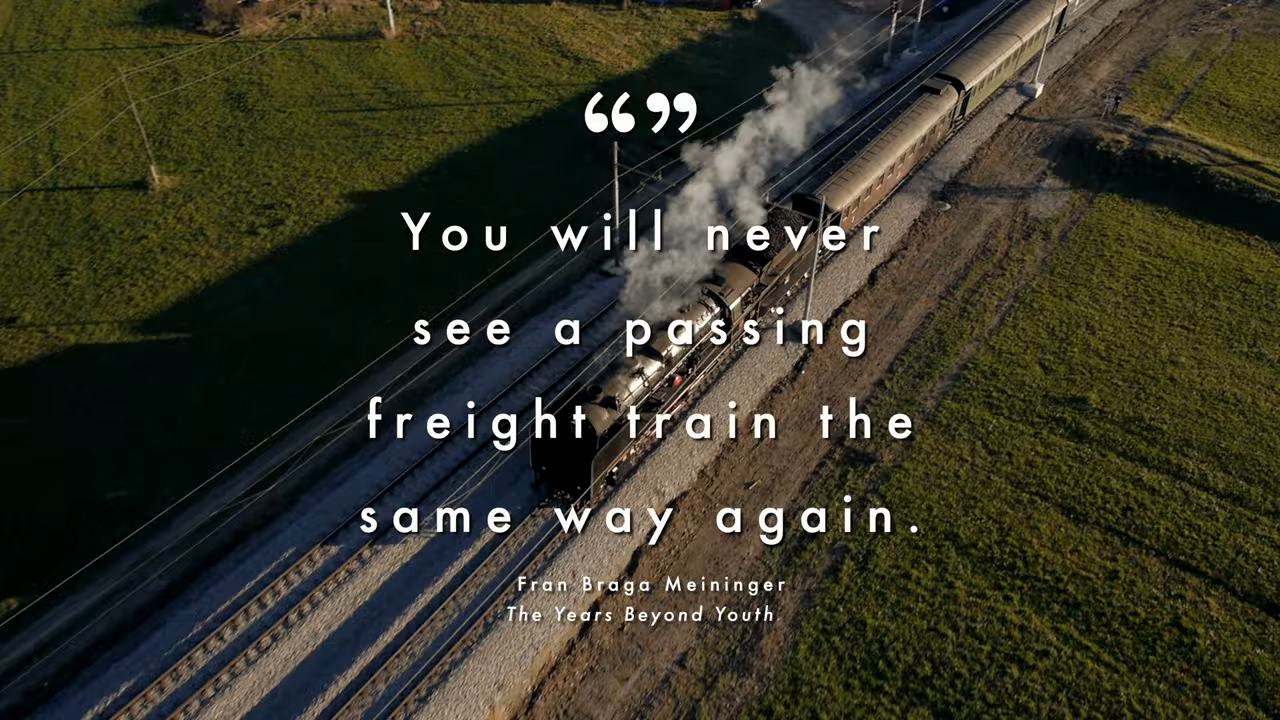 “”
You will never
see a passing
freight train the
same way again.
Fran Braga Meininger
The Years Beyond Youth